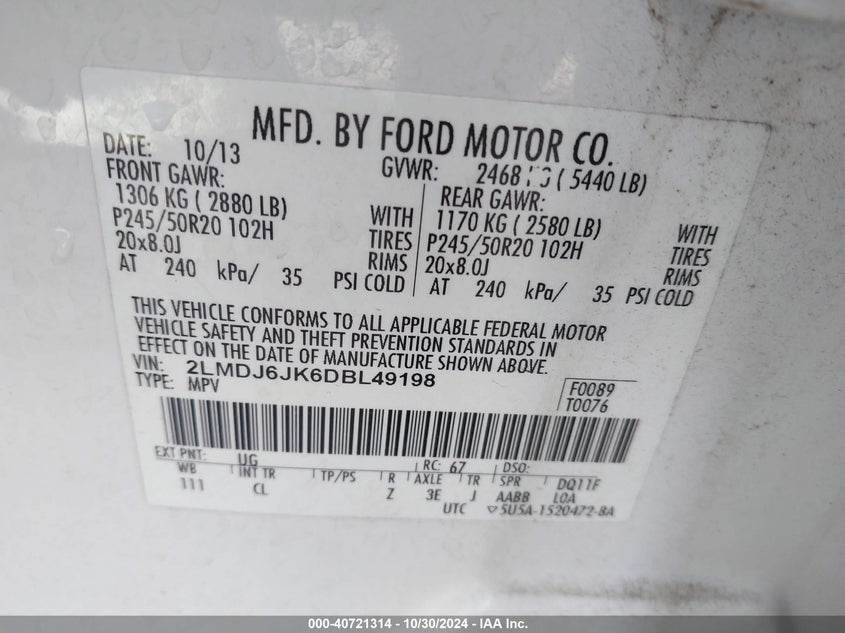 MFD. BY FORD MOTOR CO.
DATE: 10/13 GVWR: 2468 KG ( 5440 LB)
FRONT GAWR: REAR GAWR:
1306 KG ( 2880 LB) WITH 1170 KG ( 2580 LB) WITH
P245/50R20 102H TIRES P245/50R20 102H TIRES
20x8.0J RIMS 20x8.0J RIMS
AT 240 kPa/ 35 PSI COLD AT 240 kPa/ 35 PSI COLD
THIS VEHICLE CONFORMS TO ALL APPLICABLE FEDERAL MOTOR
VEHICLE SAFETY AND THEFT PREVENTION STANDARDS IN
EFFECT ON THE DATE OF MANUFACTURE SHOWN ABOVE.
VIN: 2LMDJ6JK6DBL49198 F0089
TYPE: MPV T0076
EXT PNT: UG RC: 67 DSO:
WB INT TR TP/PS R AXLE TR SPR DQ11F
111 CL Z 3E J AABB LOA
UTC ▽5U5A-1520472-BA
000-40721314 | 10/30/2024 - IAA Inc.